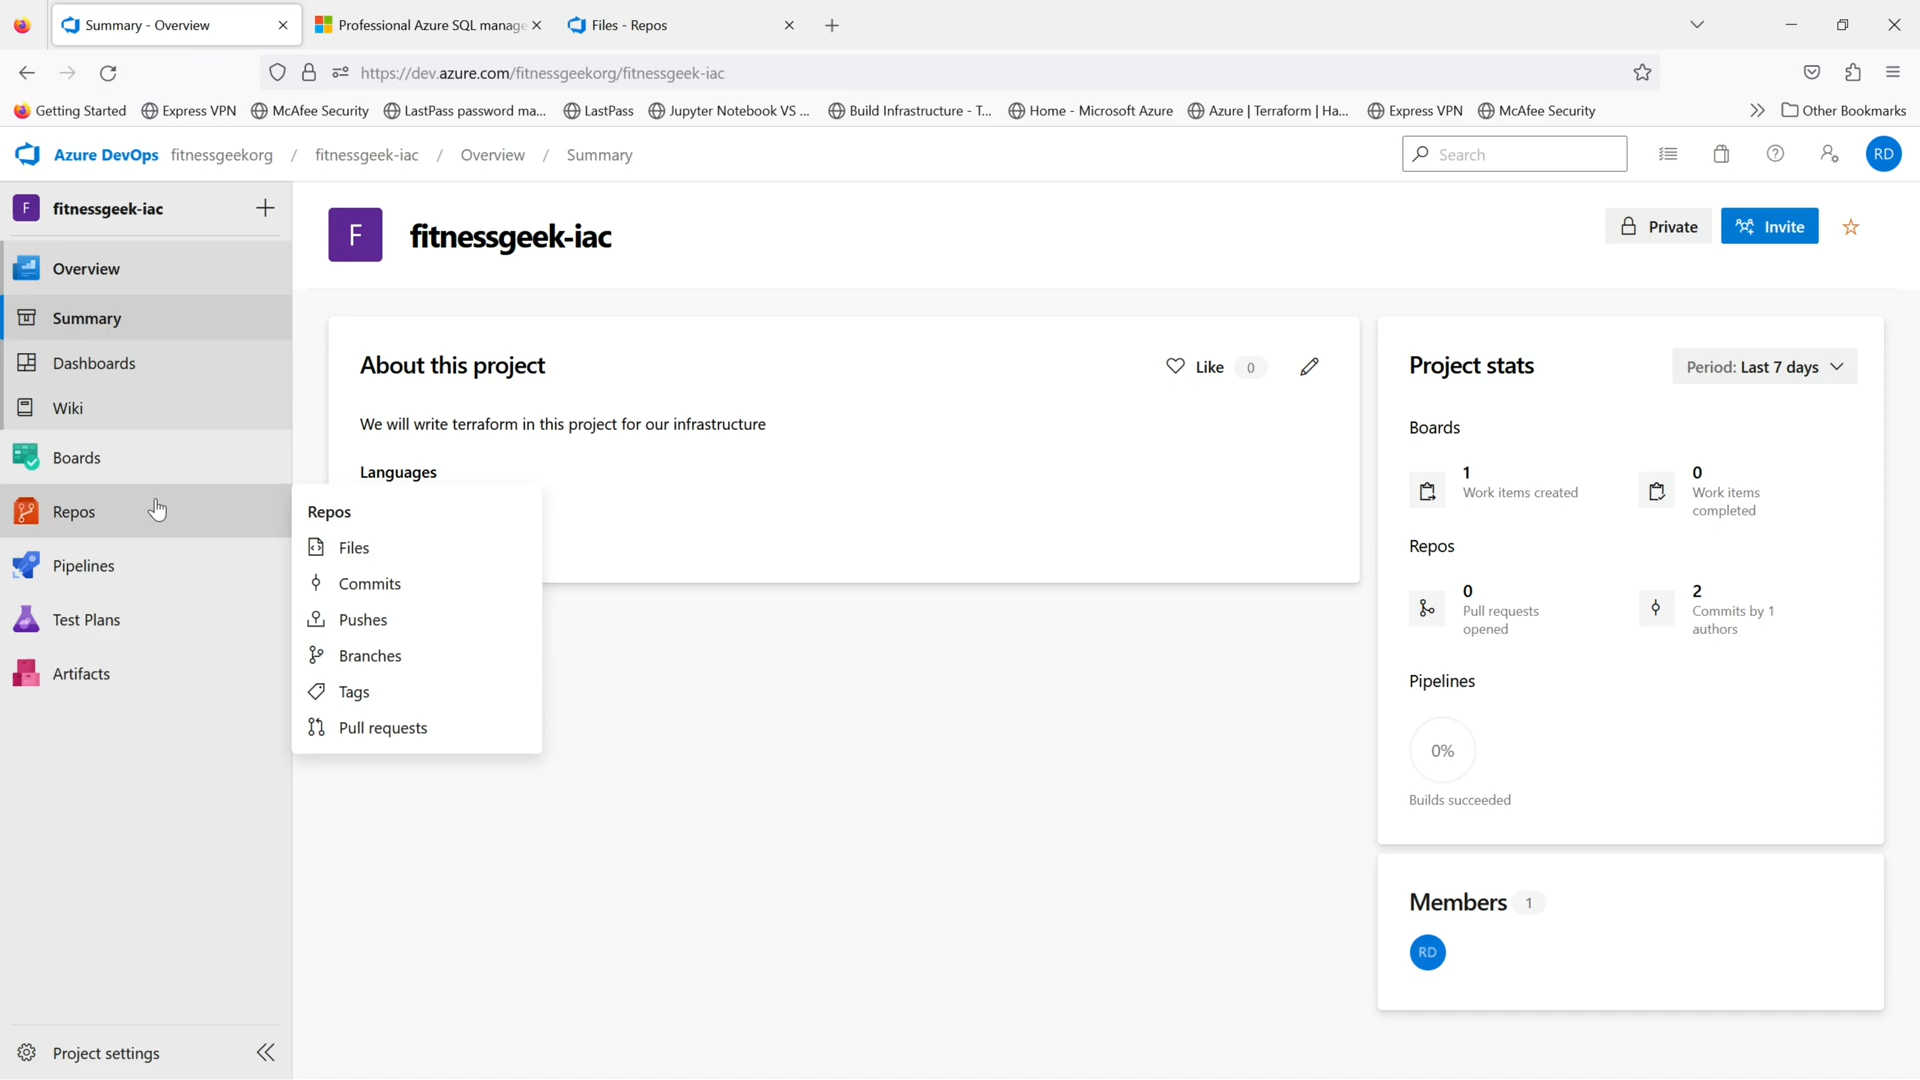 Summary - Overview
Professional Azure SQL manage
Files - Repos
https://dev.azure.com/fitnessgeekorg/fitnessgeek-iac
Getting Started
Express VPN
McAfee Security
LastPass password ma...
LastPass
Jupyter Notebook VS ...
Build Infrastructure - T...
Home - Microsoft Azure
Azure | Terraform | Ha...
Express VPN
McAfee Security
Other Bookmarks
Azure DevOps fitnessgeekorg / fitnessgeek-iac / Overview / Summary
Search
RD
F fitnessgeek-iac
F fitnessgeek-iac
Private
Invite
Overview
Summary
Dashboards
Wiki
Boards
Repos
Pipelines
Test Plans
Artifacts
Project settings
About this project
Like 0
We will write terraform in this project for our infrastructure
Languages
Repos
Files
Commits
Pushes
Branches
Tags
Pull requests
Project stats
Period: Last 7 days
Boards
1
Work items created
0
Work items
completed
Repos
0
Pull requests
opened
2
Commits by 1
authors
Pipelines
0%
Builds succeeded
Members 1
RD